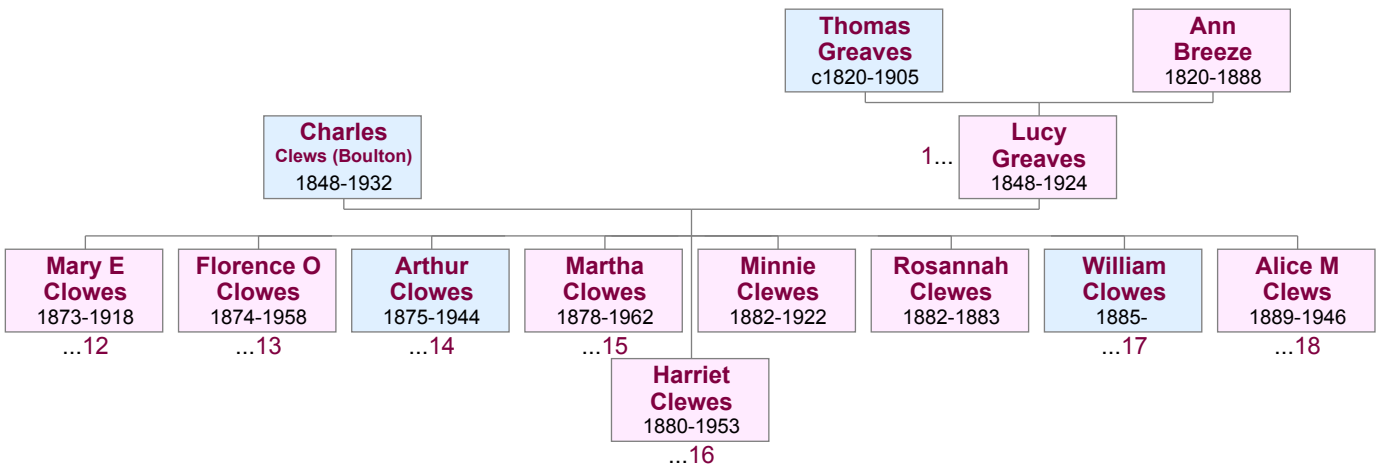 Thomas
Greaves
c1820-1905
Ann
Breeze
1820-1888
Charles
Clews (Boulton)
1848-1932
1...
Lucy
Greaves
1848-1924
Mary E
Clowes
1873-1918
...12
Florence O
Clowes
1874-1958
...13
Arthur
Clowes
1875-1944
...14
Martha
Clowes
1878-1962
...15
Minnie
Clewes
1882-1922
Rosannah
Clewes
1882-1883
William
Clowes
1885-
...17
Alice M
Clews
1889-1946
...18
Harriet
Clewes
1880-1953
...16